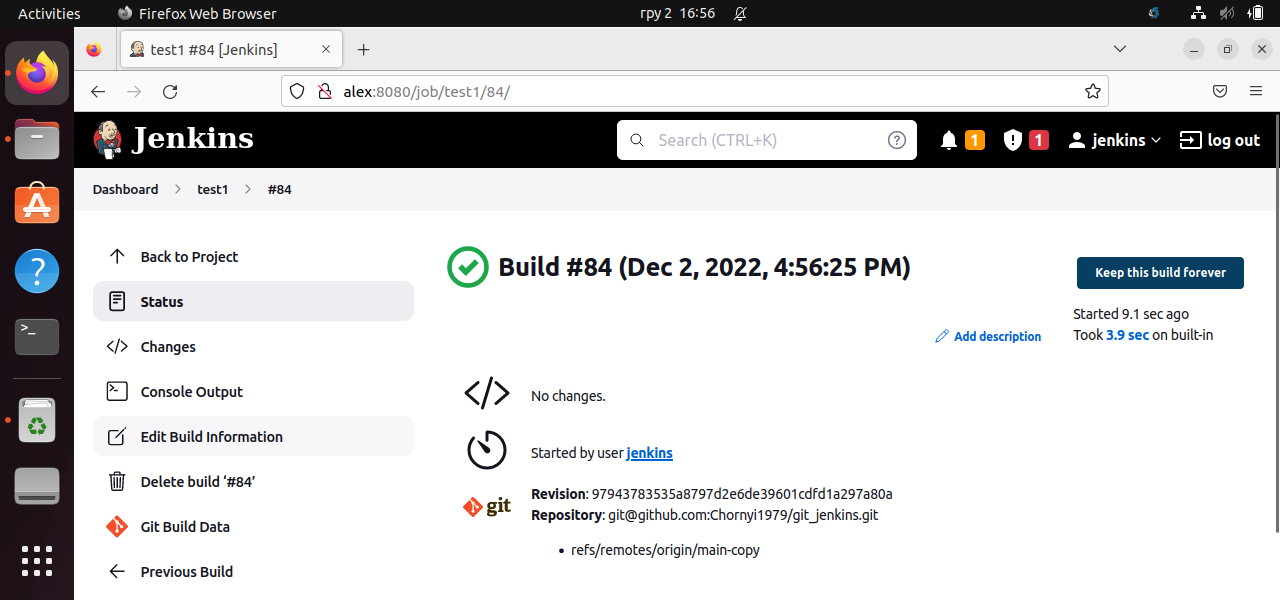 Activities Firefox Web Browser гру 2 16:56
test1 #84 [Jenkins]
alex:8080/job/test1/84/
Jenkins Search (CTRL+K) ? 1 1 jenkins log out
Dashboard test1 #84
Back to Project
Status
Changes
Console Output
Edit Build Information
Delete build ‘#84’
Git Build Data
Previous Build
Build #84 (Dec 2, 2022, 4:56:25 PM)
Keep this build forever
Started 9.1 sec ago
Took 3.9 sec on built-in
Add description
No changes.
Started by user jenkins
git
Revision: 97943783535a8797d2e6de39601cdfd1a297a80a
Repository: git@github.com:Chornyi1979/git_jenkins.git
• refs/remotes/origin/main-copy